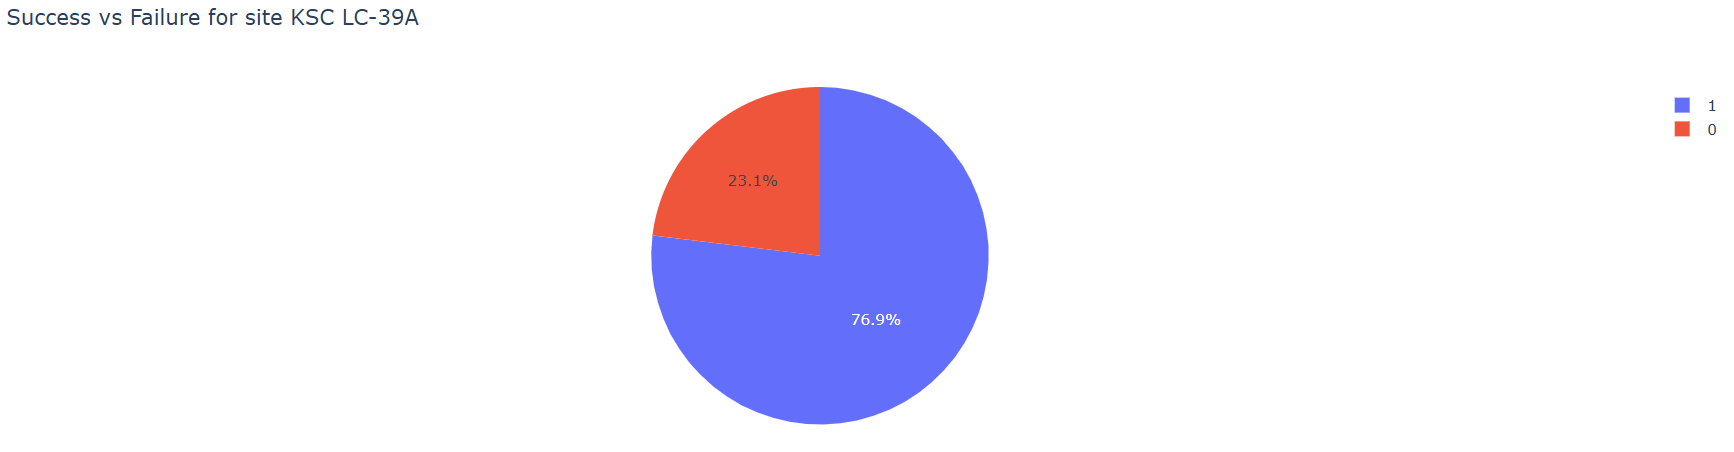 Success vs Failure for site KSC LC-39A
1
0
23.1%
76.9%